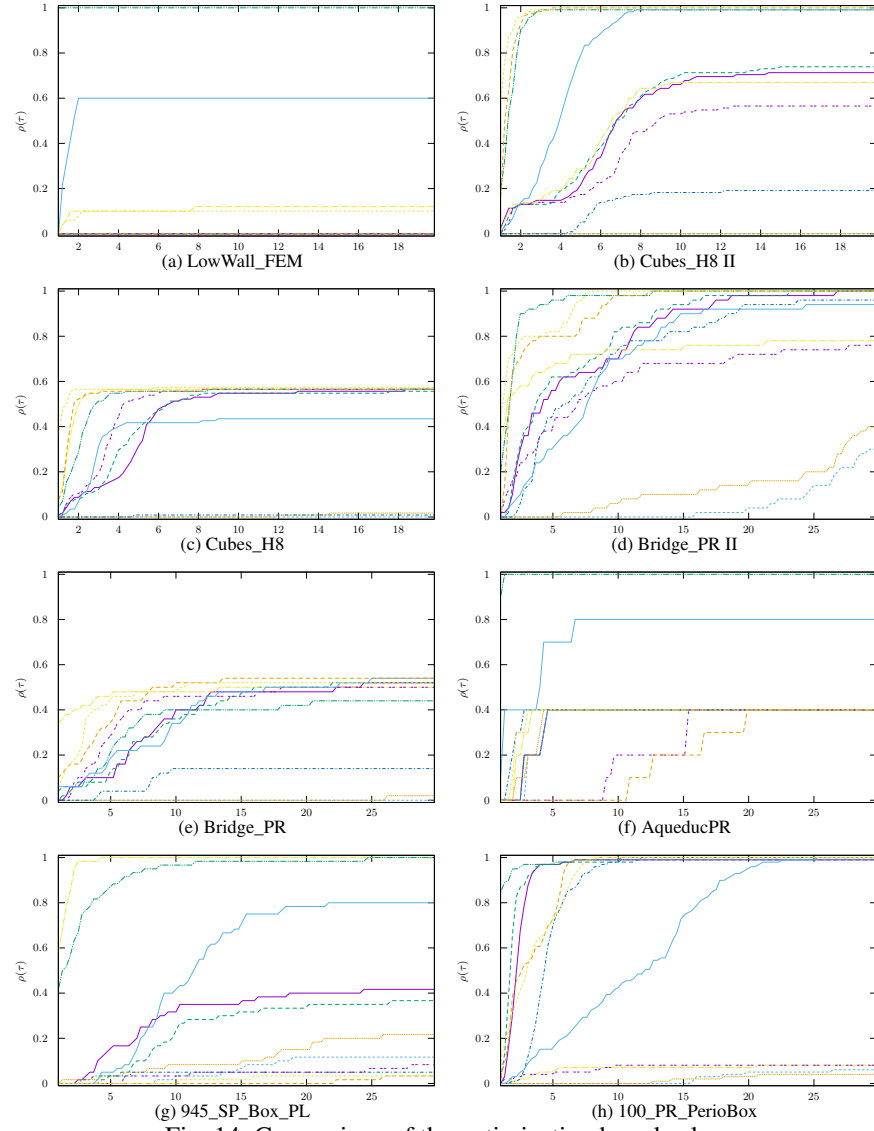 1
0.8
0.6
0.4
0.2
0
ρ(τ)
2 4 6 8 10 12 14 16 18
(a) LowWall_FEM
1
0.8
0.6
0.4
0.2
0
ρ(τ)
2 4 6 8 10 12 14 16 18
(b) Cubes_H8 II
1
0.8
0.6
0.4
0.2
0
ρ(τ)
2 4 6 8 10 12 14 16 18
(c) Cubes_H8
1
0.8
0.6
0.4
0.2
0
ρ(τ)
5 10 15 20 25
(d) Bridge_PR II
1
0.8
0.6
0.4
0.2
0
ρ(τ)
5 10 15 20 25
(e) Bridge_PR
1
0.8
0.6
0.4
0.2
0
ρ(τ)
5 10 15 20 25
(f) AqueducPR
1
0.8
0.6
0.4
0.2
0
ρ(τ)
5 10 15 20 25
(g) 945_SP_Box_PL
1
0.8
0.6
0.4
0.2
0
ρ(τ)
5 10 15 20 25
(h) 100_PR_PerioBox